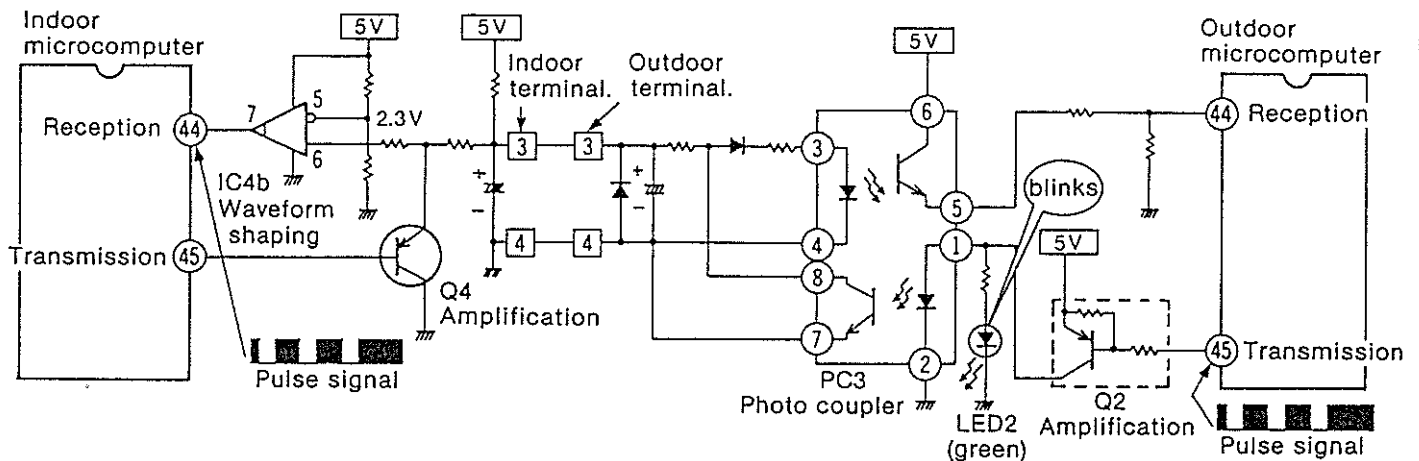 Indoor
microcomputer
5V
5V
5V
Outdoor
microcomputer
Indoor
terminal.
Outdoor
terminal.
7
5
6
2.3V
Reception
44
IC4b
Waveform
shaping
+
-
3
3
4
4
+
-
3
4
8
7
6
5
1
2
blinks
44
Reception
5V
Transmission
45
Q4
Amplification
Pulse signal
PC3
Photo coupler
LED2
(green)
Q2
Amplification
45
Transmission
Pulse signal